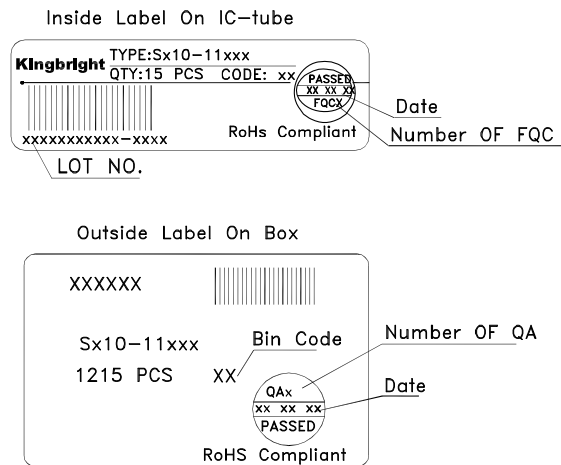 Inside Label On IC-tube
Kingbright
TYPE:Sx10-11xxx
QTY:15 PCS CODE: xx
PASSED
xx xx xx
FQCX
Date
RoHs Compliant
Number OF FQC
xxxxxxxxxxx-xxxx
LOT NO.
Outside Label On Box
XXXXXX
Sx10-11xxx
Bin Code
Number OF QA
1215 PCS
XX
QAx
Date
xx xx xx
PASSED
RoHS Compliant